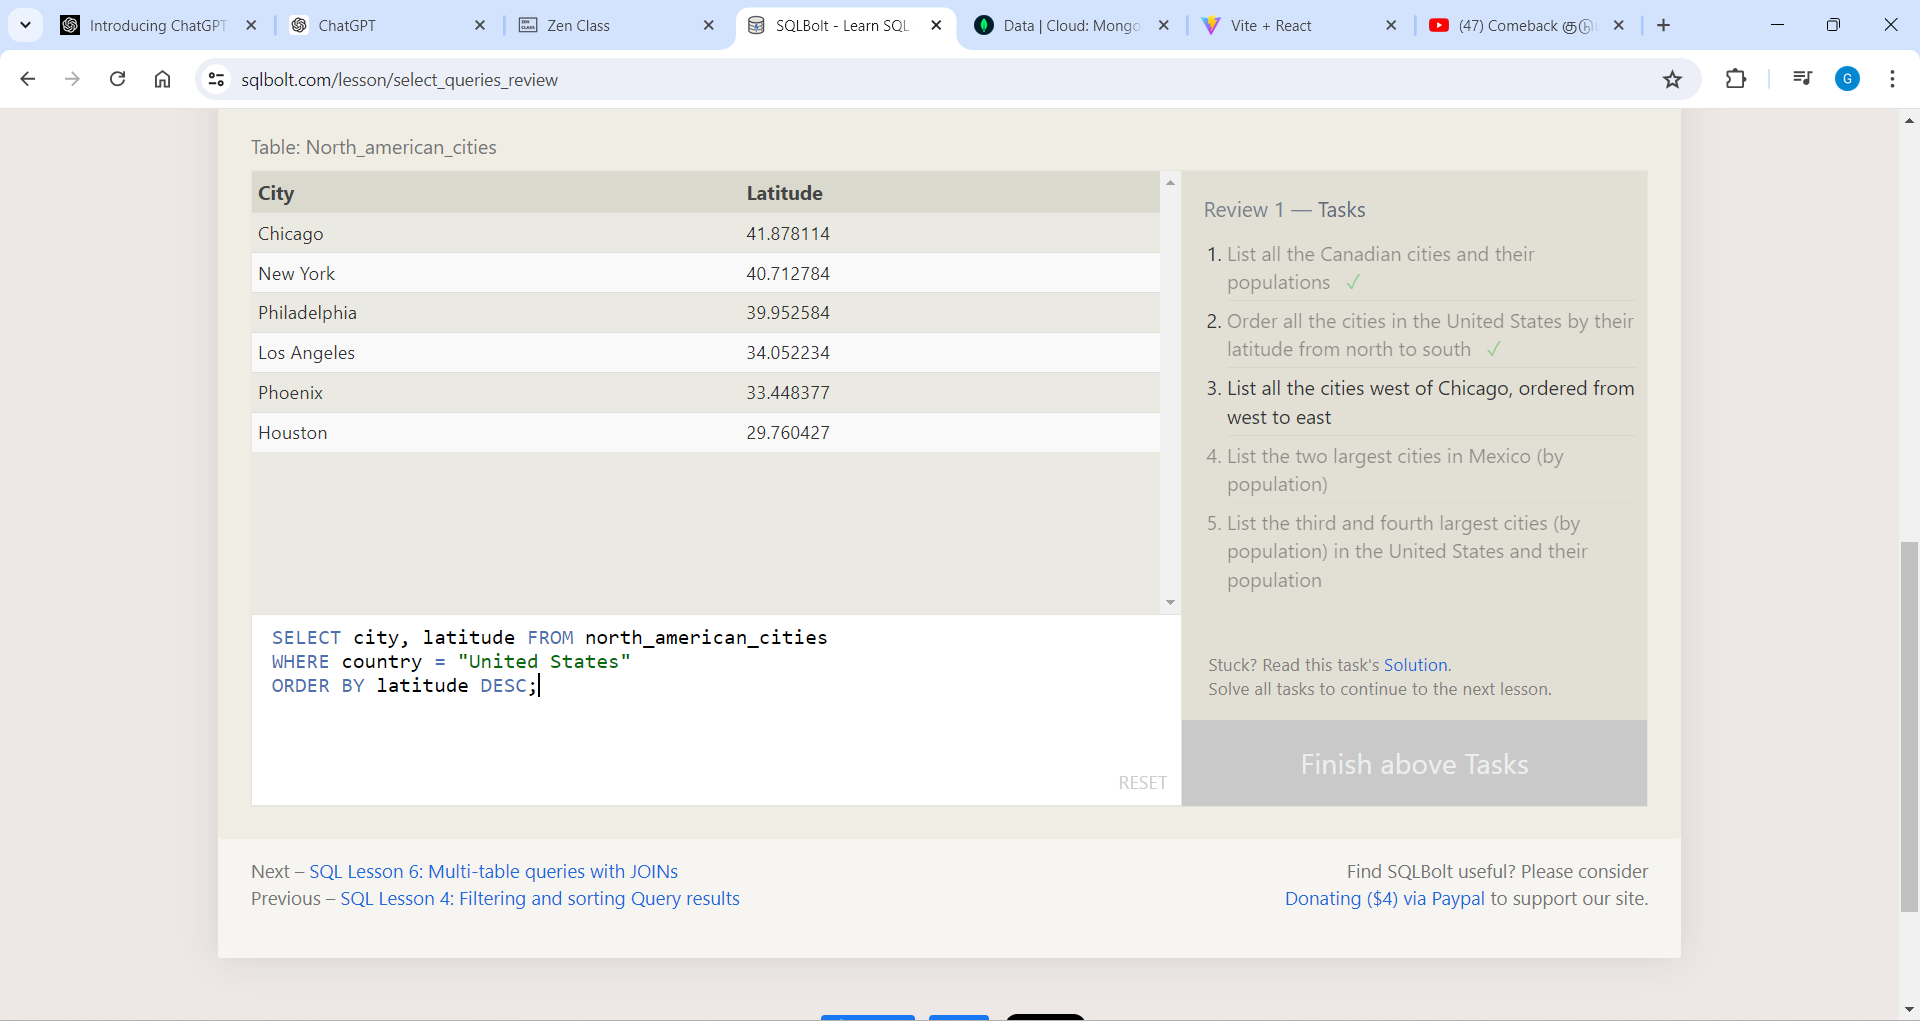 Introducing ChatGPT
ChatGPT
Zen Class
SQLBolt - Learn SQL
Data | Cloud: Mongo
Vite + React
(47) Comeback
sqlbolt.com/lesson/select_queries_review
G
Table: North_american_cities
City Latitude
Chicago 41.878114
New York 40.712784
Philadelphia 39.952584
Los Angeles 34.052234
Phoenix 33.448377
Houston 29.760427
SELECT city, latitude FROM north_american_cities
WHERE country = "United States"
ORDER BY latitude DESC;
RESET
Review 1 — Tasks
1. List all the Canadian cities and their
populations ✓
2. Order all the cities in the United States by their
latitude from north to south ✓
3. List all the cities west of Chicago, ordered from
west to east
4. List the two largest cities in Mexico (by
population)
5. List the third and fourth largest cities (by
population) in the United States and their
population
Stuck? Read this task's Solution.
Solve all tasks to continue to the next lesson.
Finish above Tasks
Next – SQL Lesson 6: Multi-table queries with JOINs
Previous – SQL Lesson 4: Filtering and sorting Query results
Find SQLBolt useful? Please consider
Donating ($4) via Paypal to support our site.